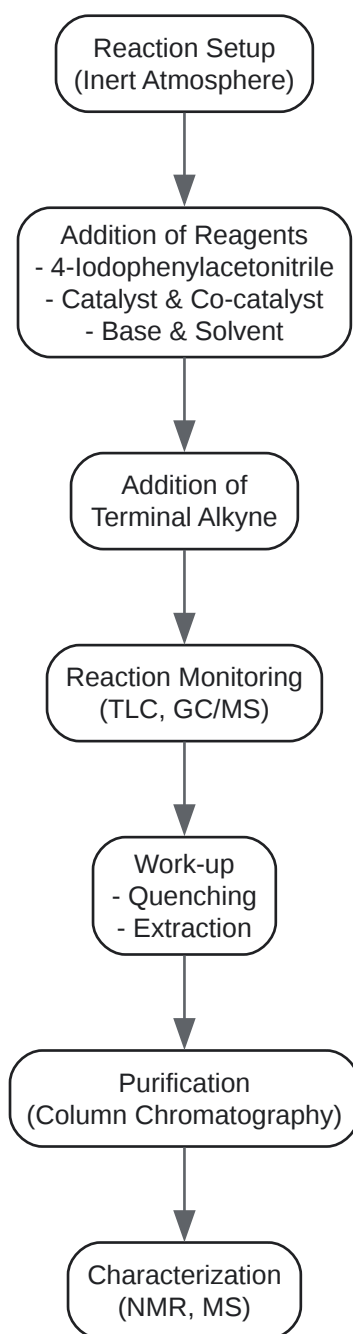 Reaction Setup
(Inert Atmosphere)
Addition of Reagents
- 4-Iodophenylacetonitrile
- Catalyst & Co-catalyst
- Base & Solvent
Addition of
Terminal Alkyne
Reaction Monitoring
(TLC, GC/MS)
Work-up
- Quenching
- Extraction
Purification
(Column Chromatography)
Characterization
(NMR, MS)